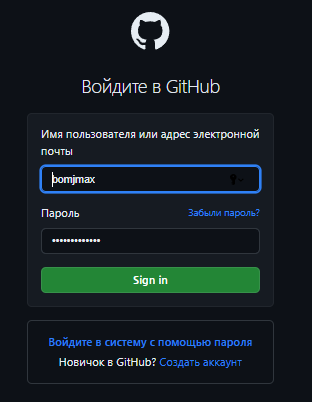 Войдите в GitHub
Имя пользователя или адрес электронной
почты
bomjmax
Пароль
Забыли пароль?
•••••••••••••
Sign in
Войдите в систему с помощью пароля
Новичок в GitHub? Создать аккаунт